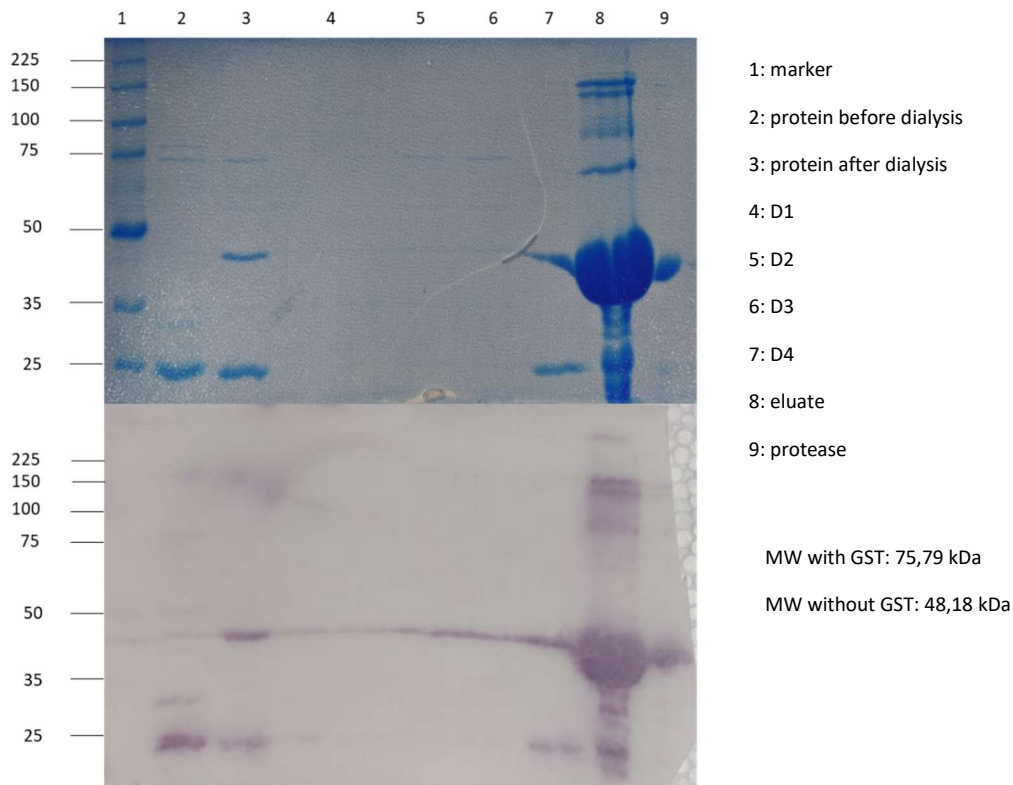 1 2 3 4 5 6 7 8 9
225
150
100
75
50
35
25
225
150
100
75
50
35
25
1: marker
2: protein before dialysis
3: protein after dialysis
4: D1
5: D2
6: D3
7: D4
8: eluate
9: protease
MW with GST: 75,79 kDa
MW without GST: 48,18 kDa